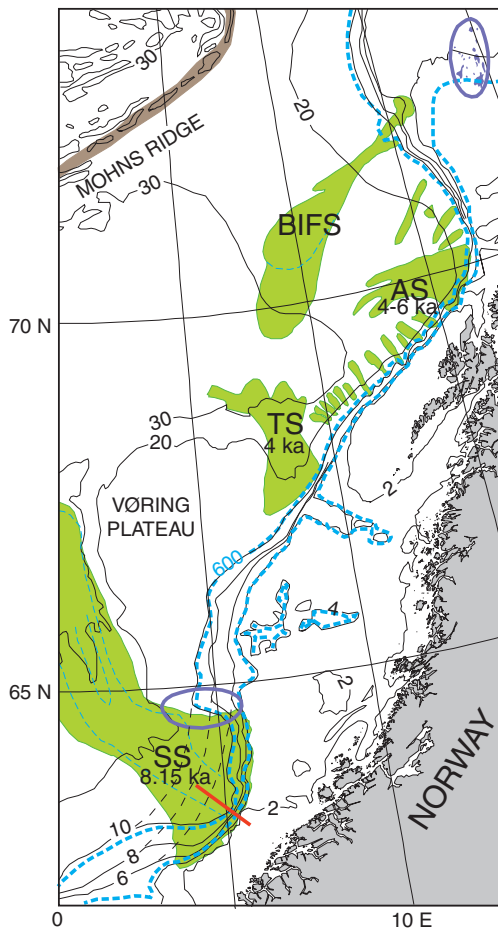 30
MOHNS RIDGE
20
30
BIFS
AS
4-6 ka
70 N
30
20
TS
4 ka
2
VØRING
PLATEAU
600
4
2
65 N
SS
8.15 ka
2
10
8
6
NORWAY
0
10 E